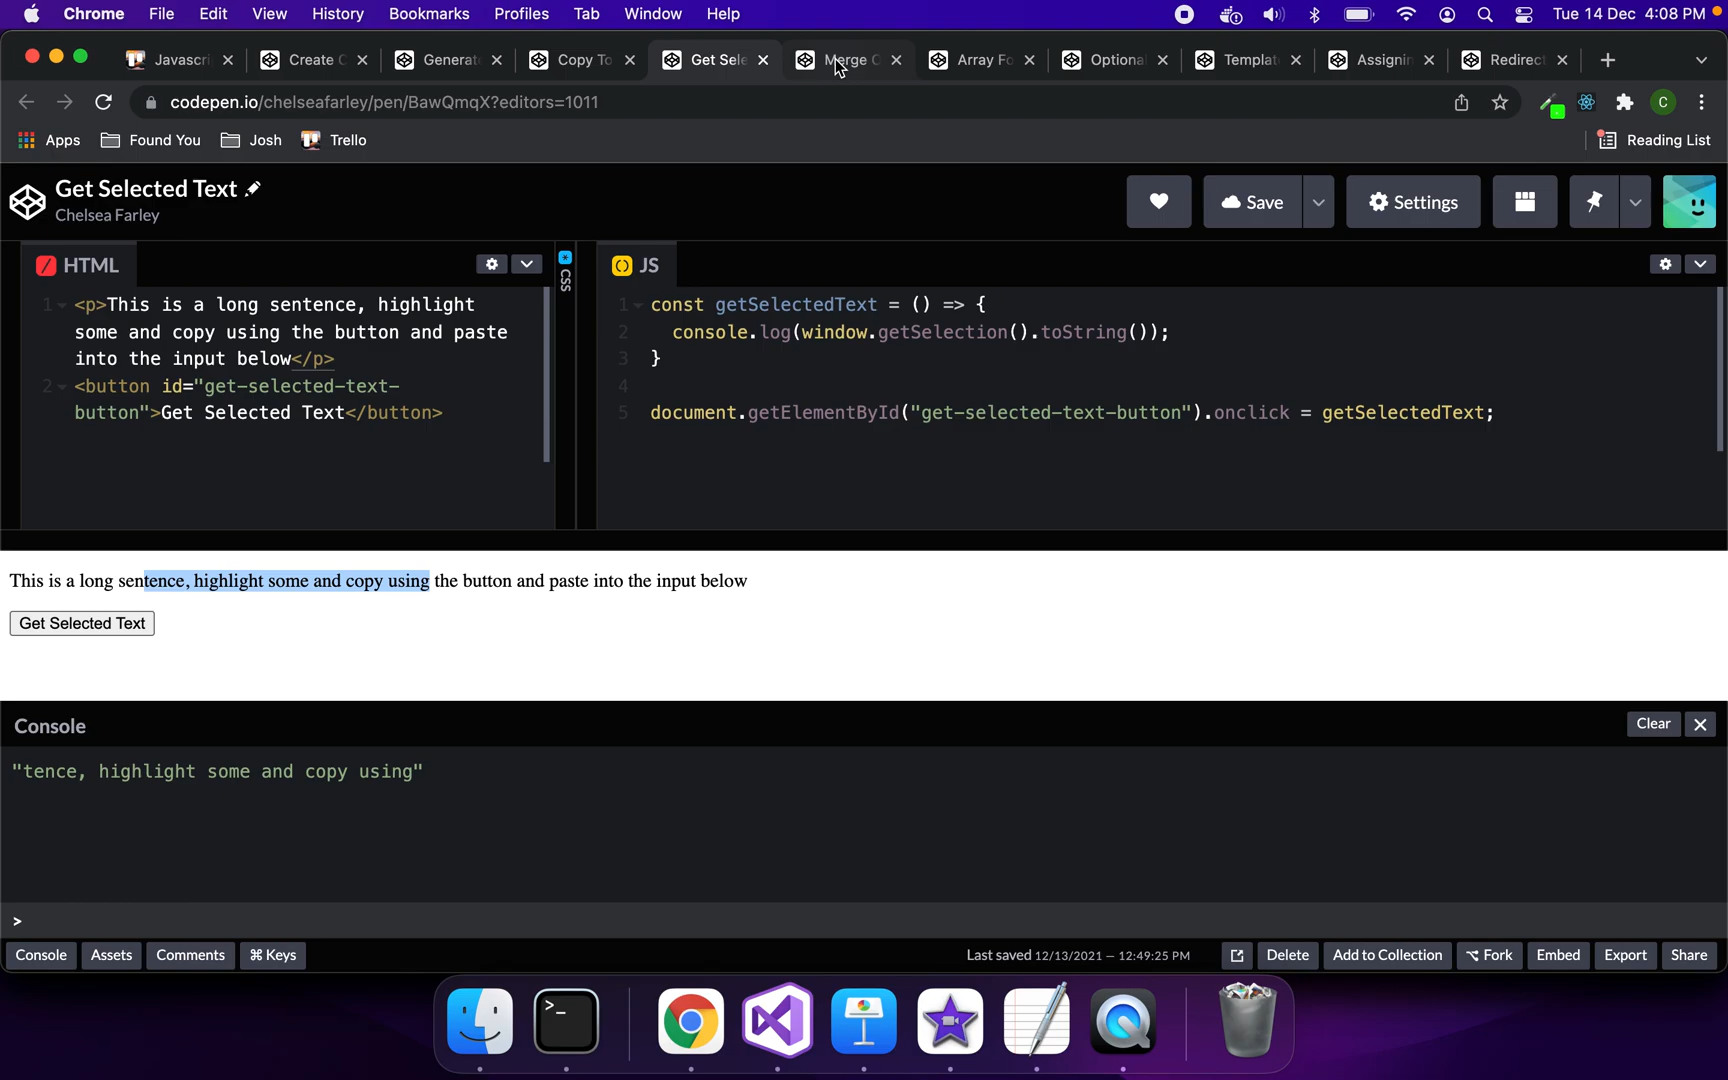 Chrome File Edit View History Bookmarks Profiles Tab Window Help Tue 14 Dec 4:08 PM
Javascri Create C Generat Copy To Get Sele Merge C Array Fo Optiona Templat Assignin Redirect
codepen.io/chelseafarley/pen/BawQmqX?editors=1011 C
Apps Found You Josh Trello Reading List
Get Selected Text
Chelsea Farley
Save Settings
HTML CSS JS
1 <p>This is a long sentence, highlight
some and copy using the button and paste
into the input below</p>
2 <button id="get-selected-text-
button">Get Selected Text</button>
1 const getSelectedText = () => {
2 console.log(window.getSelection().toString());
3 }
4
5 document.getElementById("get-selected-text-button").onclick = getSelectedText;
This is a long sentence, highlight some and copy using the button and paste into the input below
Get Selected Text
Console Clear
"tence, highlight some and copy using"
>
Console Assets Comments ⌘ Keys Last saved 12/13/2021 — 12:49:25 PM Delete Add to Collection Fork Embed Export Share
>_